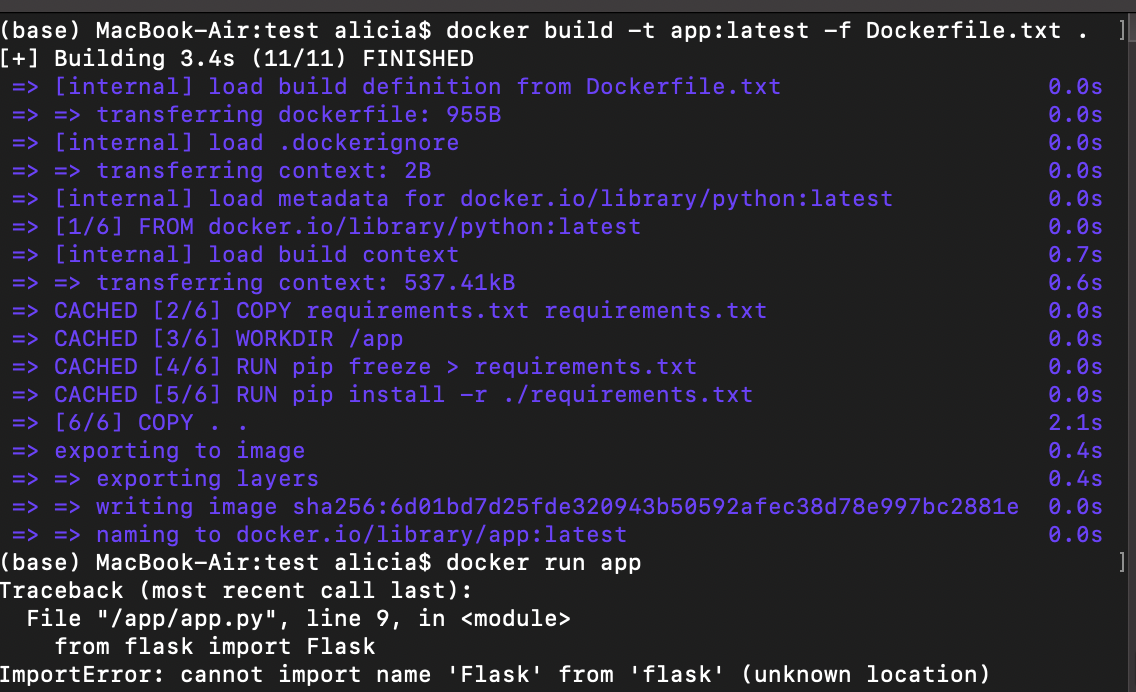 (base) MacBook-Air:test alicia$ docker build -t app:latest -f Dockerfile.txt . ]
[+] Building 3.4s (11/11) FINISHED
=> [internal] load build definition from Dockerfile.txt 0.0s
=> => transferring dockerfile: 955B 0.0s
=> [internal] load .dockerignore 0.0s
=> => transferring context: 2B 0.0s
=> [internal] load metadata for docker.io/library/python:latest 0.0s
=> [1/6] FROM docker.io/library/python:latest 0.0s
=> [internal] load build context 0.7s
=> => transferring context: 537.41kB 0.6s
=> CACHED [2/6] COPY requirements.txt requirements.txt 0.0s
=> CACHED [3/6] WORKDIR /app 0.0s
=> CACHED [4/6] RUN pip freeze > requirements.txt 0.0s
=> CACHED [5/6] RUN pip install -r ./requirements.txt 0.0s
=> [6/6] COPY . . 2.1s
=> exporting to image 0.4s
=> => exporting layers 0.4s
=> => writing image sha256:6d01bd7d25fde320943b50592afec38d78e997bc2881e 0.0s
=> => naming to docker.io/library/app:latest 0.0s
(base) MacBook-Air:test alicia$ docker run app ]
Traceback (most recent call last):
File "/app/app.py", line 9, in <module>
from flask import Flask
ImportError: cannot import name 'Flask' from 'flask' (unknown location)